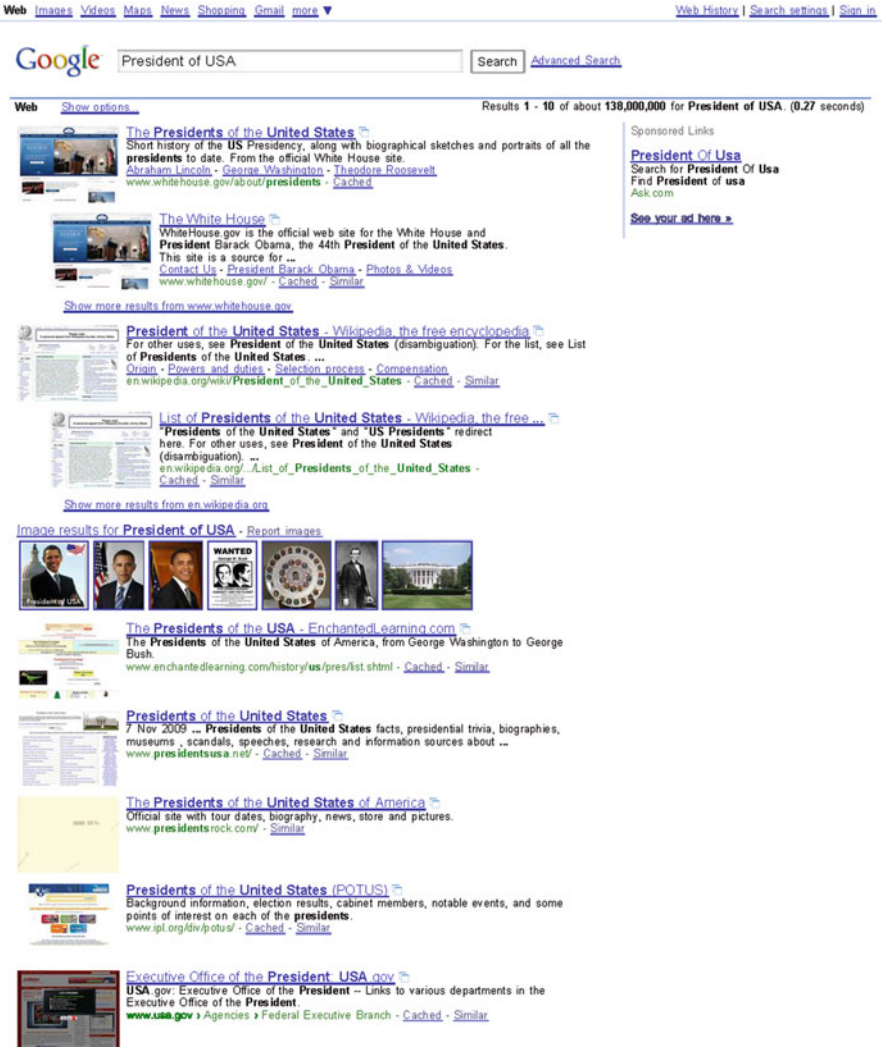 Web Images Videos Maps News Shopping Gmail more ▼
Web History | Search settings | Sign in
Google
President of USA
Search
Advanced Search
Web Show options...
Results 1 - 10 of about 138,000,000 for President of USA. (0.27 seconds)
The Presidents of the United States
Short history of the US Presidency, along with biographical sketches and portraits of all the
presidents to date. From the official White House site.
Abraham Lincoln - George Washington - Theodore Roosevelt
www.whitehouse.gov/about/presidents - Cached
The White House
WhiteHouse.gov is the official web site for the White House and
President Barack Obama, the 44th President of the United States.
This site is a source for ...
Contact Us - President Barack Obama - Photos & Videos
www.whitehouse.gov/ - Cached - Similar
Show more results from www.whitehouse.gov
President of the United States - Wikipedia, the free encyclopedia
For other uses, see President of the United States (disambiguation). For the list, see List
of Presidents of the United States. ...
Origin - Powers and duties - Selection process - Compensation
en.wikipedia.org/wiki/President_of_the_United_States - Cached - Similar
List of Presidents of the United States - Wikipedia, the free ...
"Presidents of the United States" and "US Presidents" redirect
here. For other uses, see President of the United States
(disambiguation). ...
en.wikipedia.org/.../List_of_Presidents_of_the_United_States -
Cached - Similar
Show more results from en.wikipedia.org
Image results for President of USA - Report images
President of USA
WANTED
The Presidents of the USA - EnchantedLearning.com
The Presidents of the United States of America, from George Washington to George
Bush.
www.enchantedlearning.com/history/us/pres/list.shtml - Cached - Similar
Presidents of the United States
7 Nov 2009 ... Presidents of the United States facts, presidential trivia, biographies,
museums , scandals, speeches, research and information sources about ...
www.presidentsusa.net/ - Cached - Similar
The Presidents of the United States of America
Official site with tour dates, biography, news, store and pictures.
www.presidentsrock.com/ - Similar
Presidents of the United States (POTUS)
Background information, election results, cabinet members, notable events, and some
points of interest on each of the presidents.
www.ipl.org/div/potus/ - Cached - Similar
Executive Office of the President: USA.gov
USA.gov: Executive Office of the President -- Links to various departments in the
Executive Office of the President.
www.usa.gov › Agencies › Federal Executive Branch - Cached - Similar
Sponsored Links
President Of Usa
Search for President Of Usa
Find President of usa
Ask.com
See your ad here »